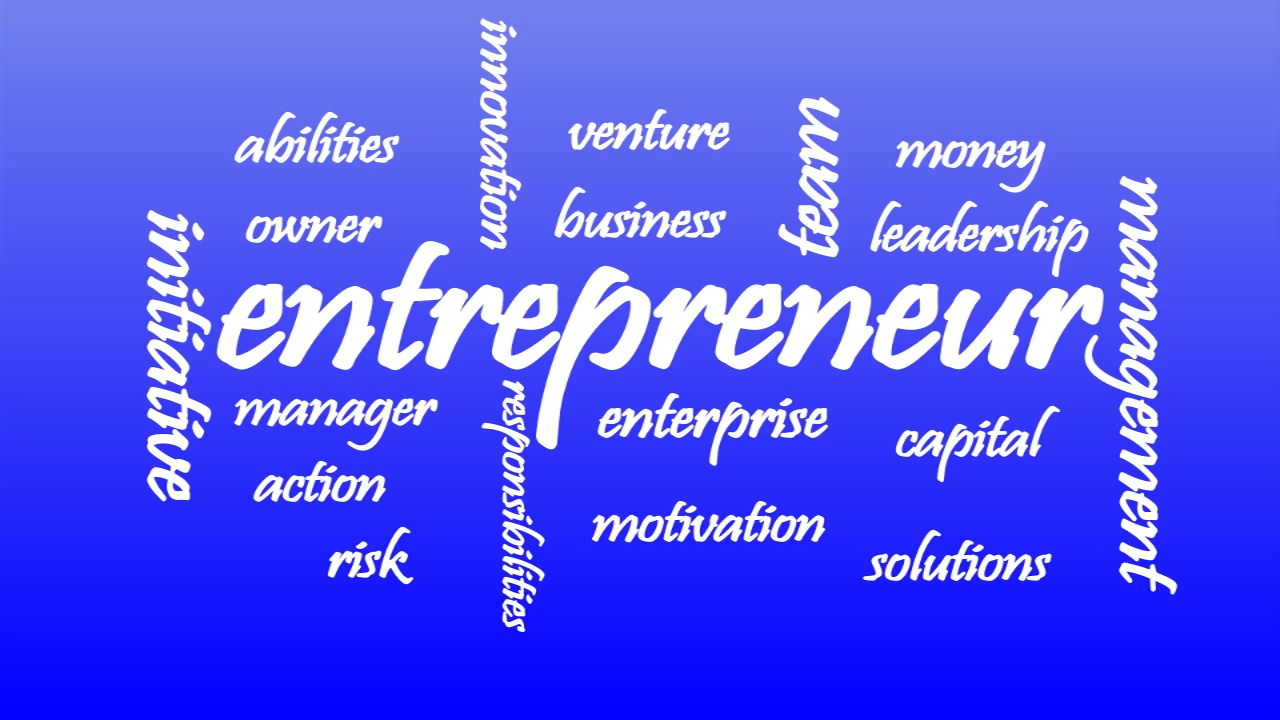 innovation
abilities
venture
team
money
owner
business
leadership
initiative
entrepreneur
management
manager
responsibilities
enterprise
capital
action
motivation
risk
solutions